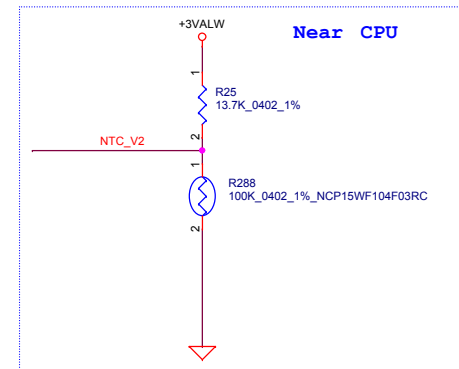 +3VALW
Near CPU
1
R25
13.7K_0402_1%
2
NTC_V2
1
R288
100K_0402_1%_NCP15WF104F03RC
2